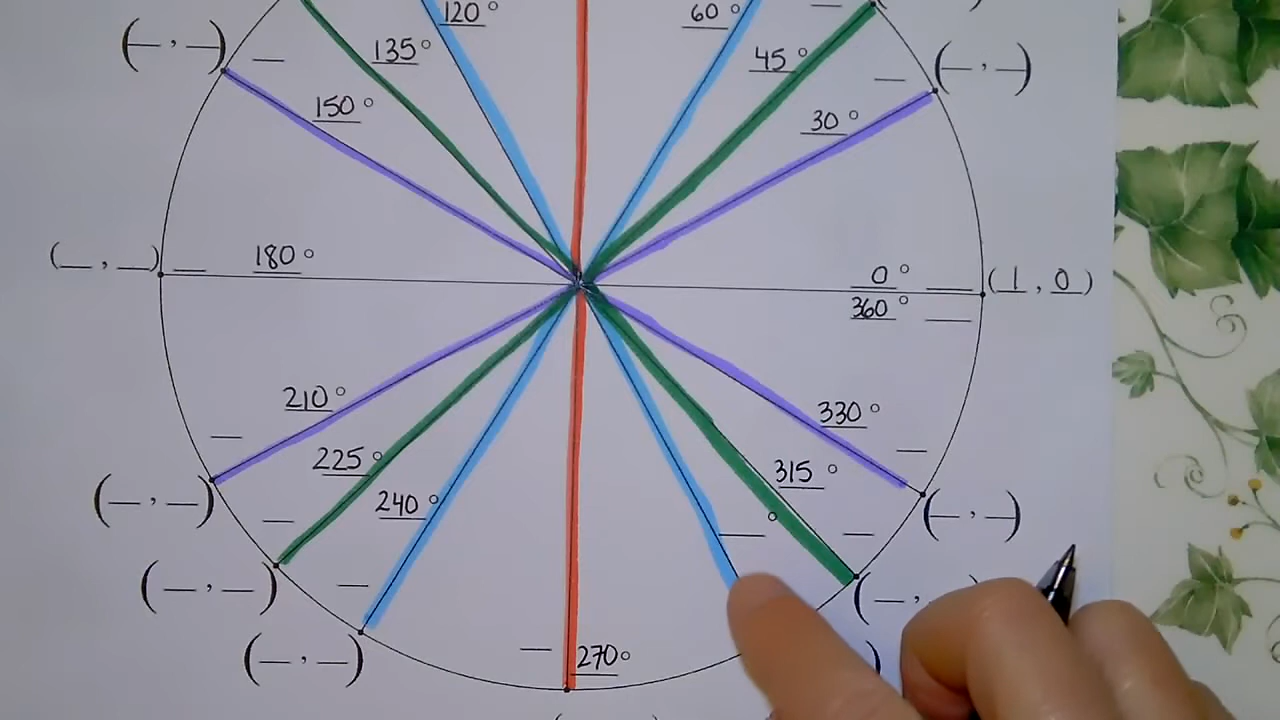 120°
60°
135°
45°
150°
30°
( , )
( , )
( , )
180°
0°
(1, 0)
360°
210°
330°
225°
315°
240°
°
( , )
( , )
( , )
( ,
( , )
270°